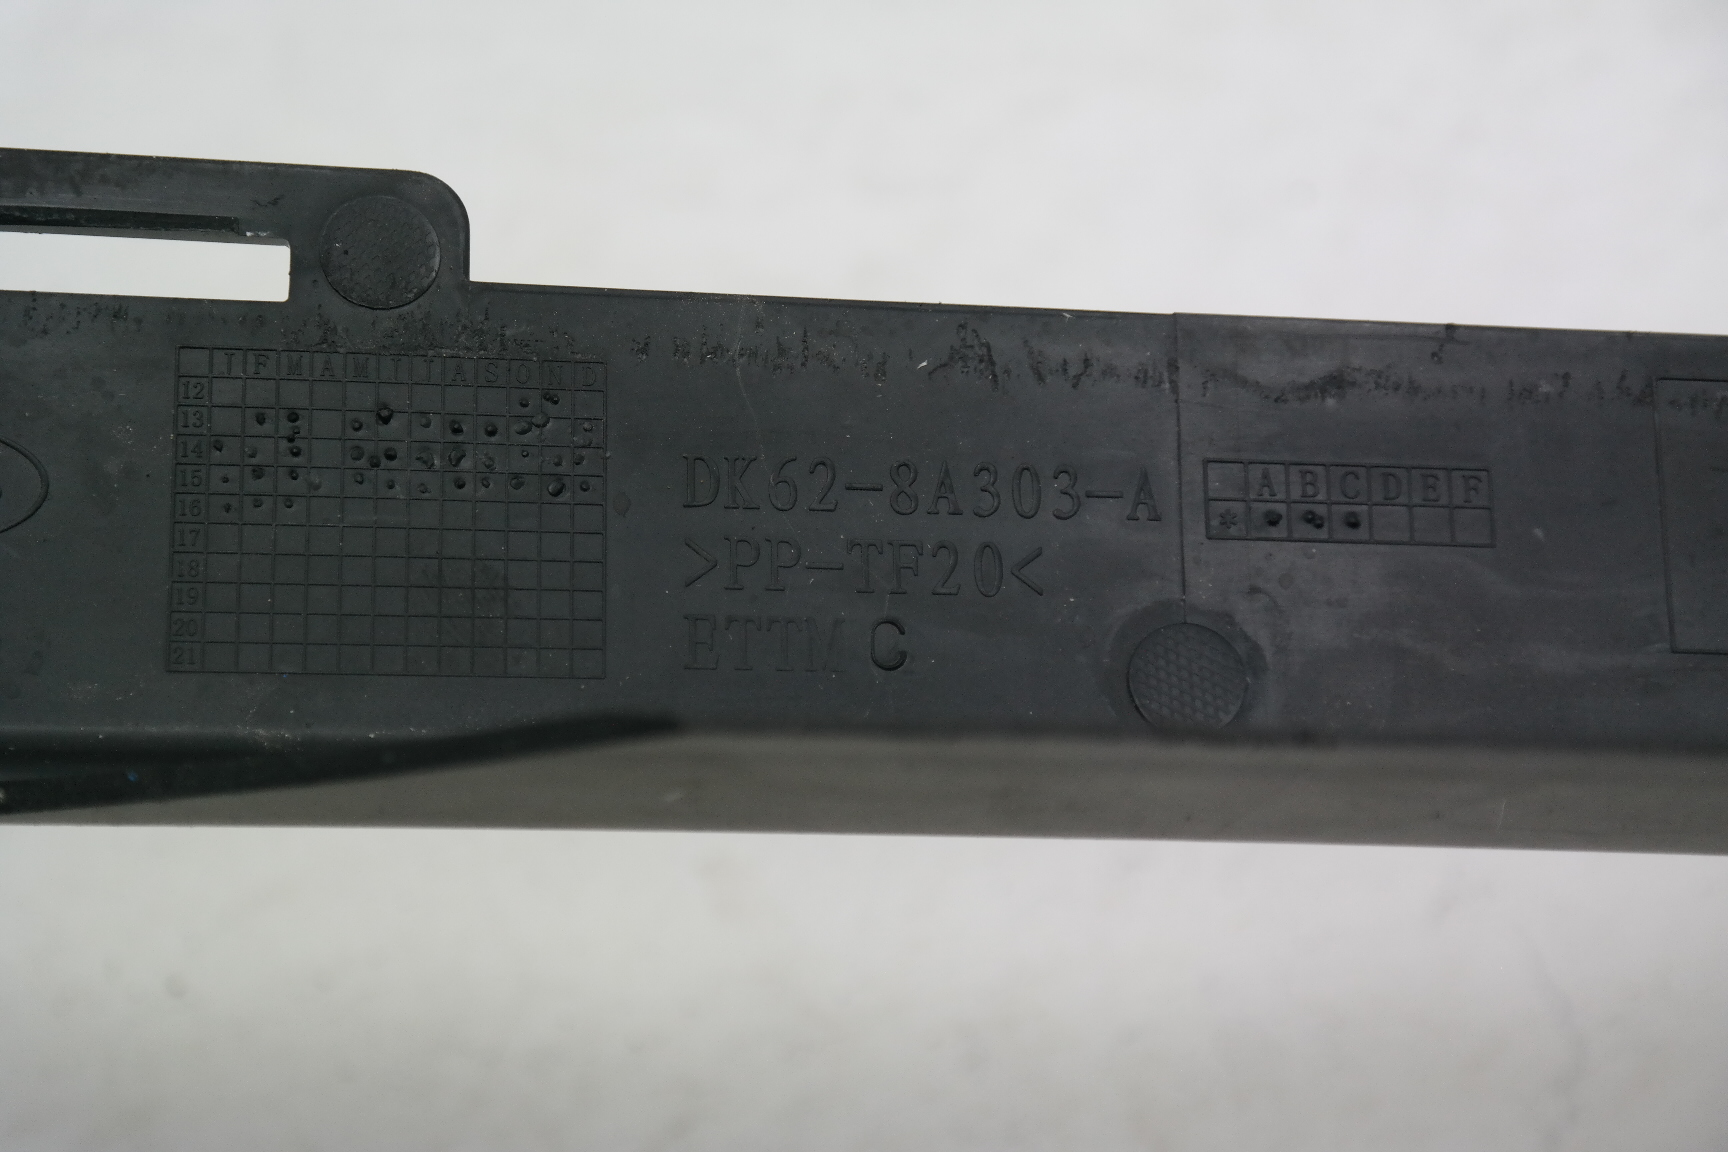 J F M A M J J A S O N D
12
13
14
15
16
17
18
19
20
21
DK62-8A303-A
>PP-TF20<
ETTM C
A B C D E F
*